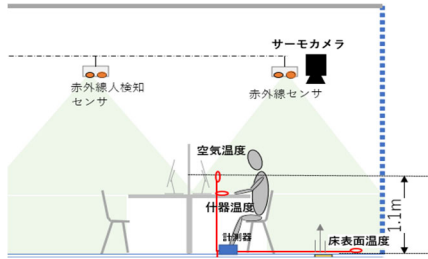 サーモカメラ
赤外線人検知
センサ
赤外線センサ
空気温度
什器温度
計測器
床表面温度
1.1m